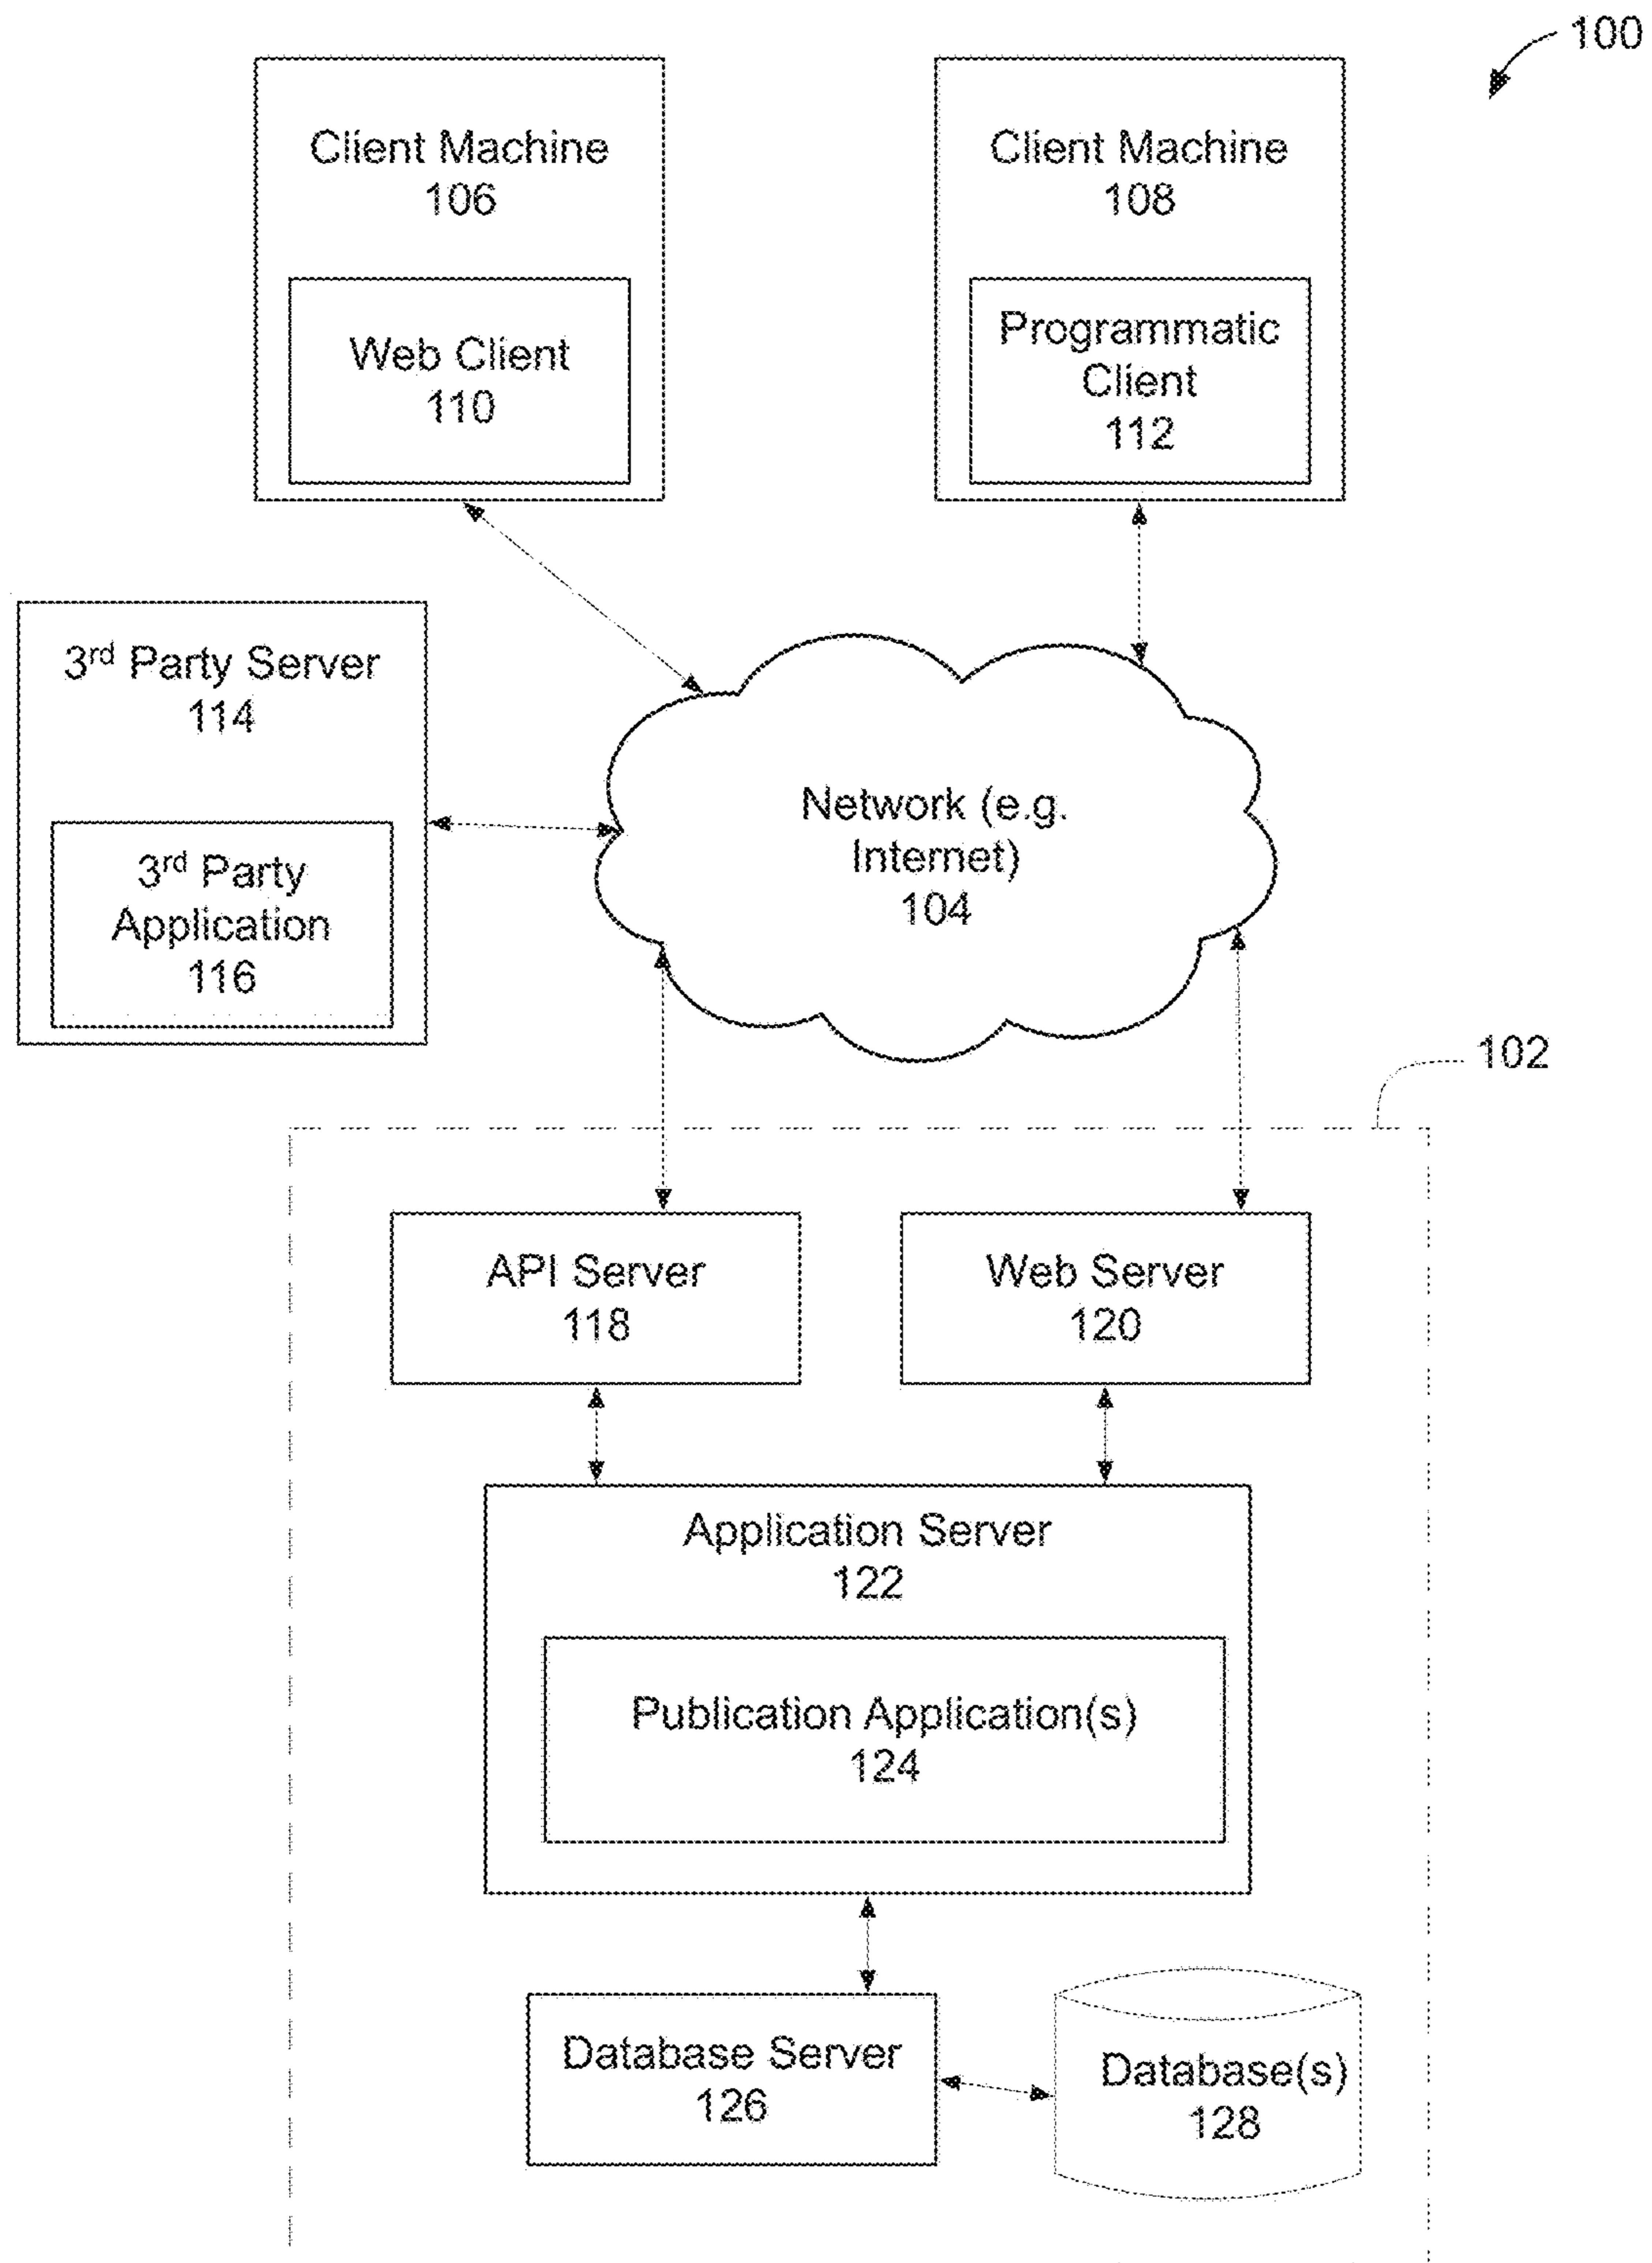 100
Client Machine
106
Web Client
110
Client Machine
108
Programmatic
Client
112
3rd Party Server
114
3rd Party
Application
116
Network (e.g.
Internet)
104
102
API Server
118
Web Server
120
Application Server
122
Publication Application(s)
124
Database Server
126
Database(s)
128